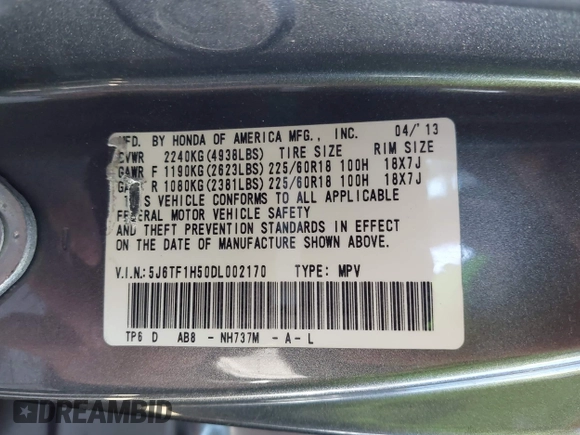 MFD. BY HONDA OF AMERICA MFG., INC. 04/'13
GVWR 2240KG(4938LBS) TIRE SIZE RIM SIZE
GAWR F 1190KG(2623LBS) 225/60R18 100H 18X7J
GAWR R 1080KG(2381LBS) 225/60R18 100H 18X7J
THIS VEHICLE CONFORMS TO ALL APPLICABLE
FEDERAL MOTOR VEHICLE SAFETY
AND THEFT PREVENTION STANDARDS IN EFFECT
ON THE DATE OF MANUFACTURE SHOWN ABOVE.
V.I.N.:5J6TF1H50DL002170 TYPE: MPV
TP6 D AB8 - NH737M - A - L
DREAMBID